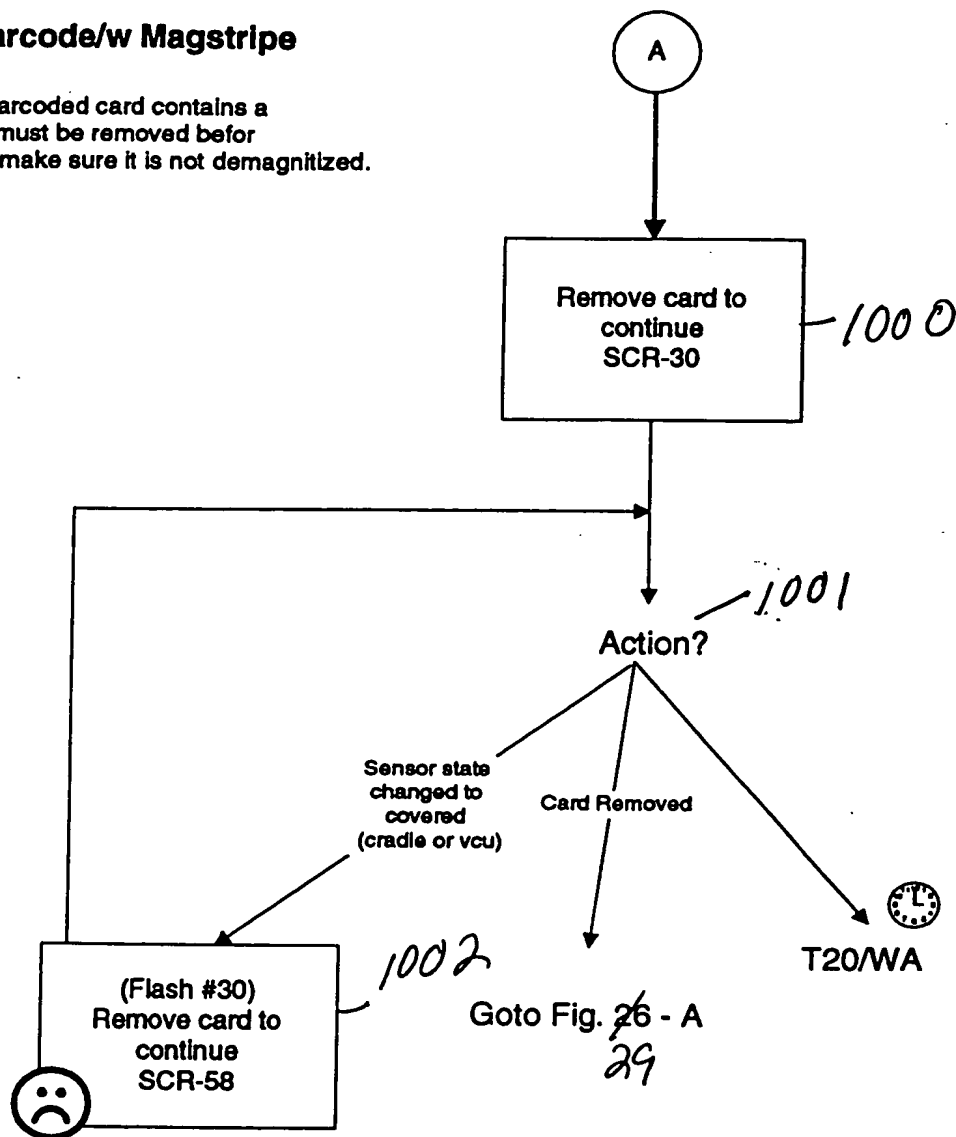 arcode/w Magstripe
A
arcoded card contains a
must be removed befor
make sure it is not demagnitized.
Remove card to
continue
SCR-30
1000
1001
Action?
Sensor state
changed to
covered
(cradle or vcu)
Card Removed
T20/WA
(Flash #30)
Remove card to
continue
SCR-58
1002
Goto Fig. 26 - A
29